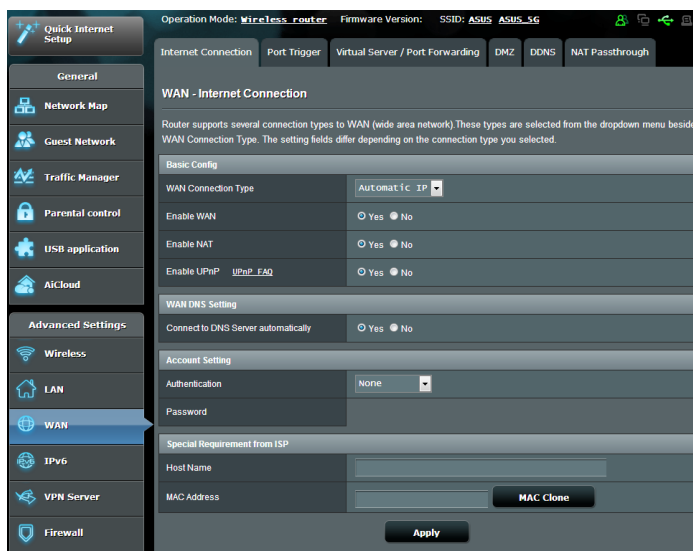 Quick Internet Setup
Operation Mode: Wireless router Firmware Version: SSID: ASUS ASUS_5G
Internet Connection Port Trigger Virtual Server / Port Forwarding DMZ DDNS NAT Passthrough
General
Network Map
Guest Network
Traffic Manager
Parental control
USB application
AiCloud
Advanced Settings
Wireless
LAN
WAN
IPv6
VPN Server
Firewall
WAN - Internet Connection
Router supports several connection types to WAN (wide area network).These types are selected from the dropdown menu beside
WAN Connection Type. The setting fields differ depending on the connection type you selected.
Basic Config
WAN Connection Type Automatic IP
Enable WAN Yes No
Enable NAT Yes No
Enable UPnP UPnP FAQ Yes No
WAN DNS Setting
Connect to DNS Server automatically Yes No
Account Setting
Authentication None
Password
Special Requirement from ISP
Host Name
MAC Address MAC Clone
Apply